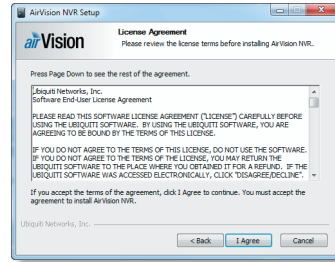 AirVision NVR Setup
airVision
License Agreement
Please review the license terms before installing AirVision NVR.
Press Page Down to see the rest of the agreement.
Ubiquiti Networks, Inc.
Software End-User License Agreement
PLEASE READ THIS SOFTWARE LICENSE AGREEMENT ("LICENSE") CAREFULLY BEFORE
USING THE UBIQUITI SOFTWARE. BY USING THE UBIQUITI SOFTWARE, YOU ARE
AGREEING TO BE BOUND BY THE TERMS OF THIS LICENSE.
IF YOU DO NOT AGREE TO THE TERMS OF THIS LICENSE, DO NOT USE THE SOFTWARE.
IF YOU DO NOT AGREE TO THE TERMS OF THE LICENSE, YOU MAY RETURN THE
UBIQUITI SOFTWARE TO THE PLACE WHERE YOU OBTAINED IT FOR A REFUND. IF THE
UBIQUITI SOFTWARE WAS ACCESSED ELECTRONICALLY, CLICK "DISAGREE/DECLINE".
If you accept the terms of the agreement, click I Agree to continue. You must accept the
agreement to install AirVision NVR.
Ubiquiti Networks, Inc.
< Back
I Agree
Cancel